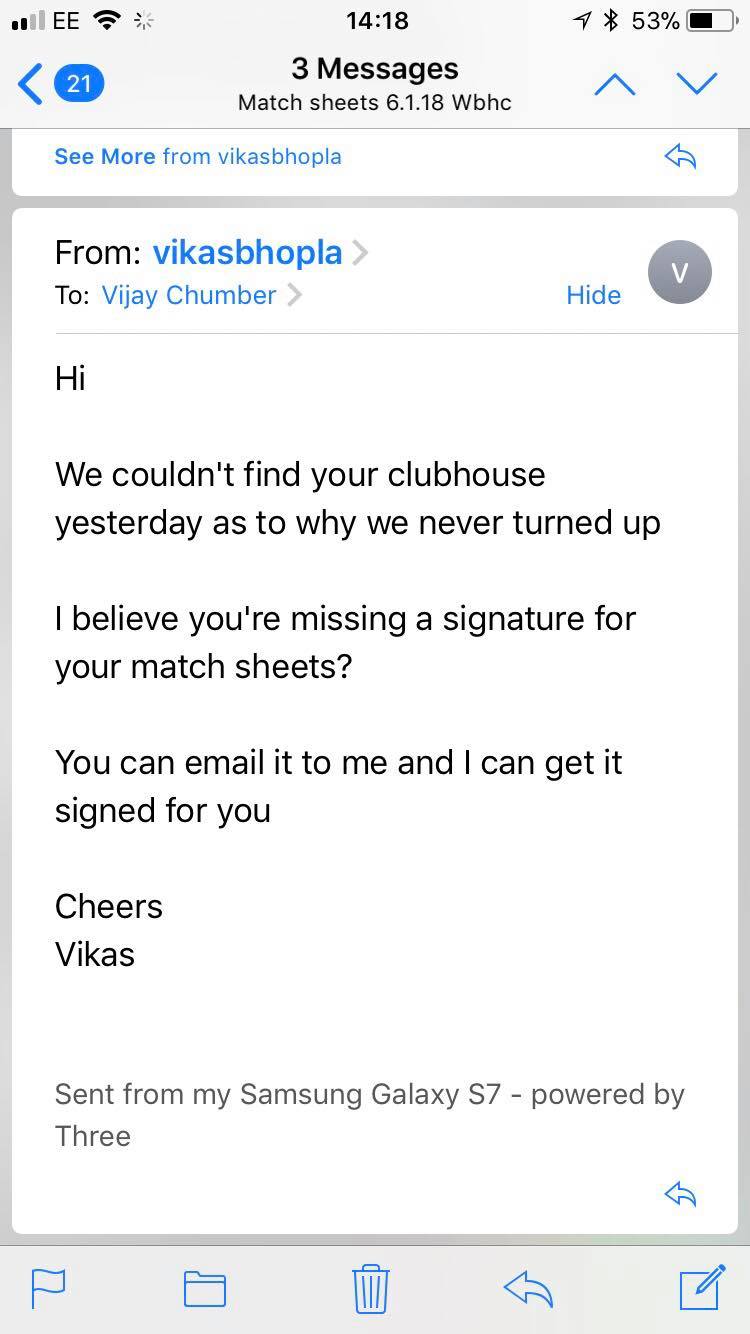 EE 14:18 53%
21 3 Messages
Match sheets 6.1.18 Wbhc
See More from vikasbhopla
From: vikasbhopla
V
To: Vijay Chumber Hide
Hi
We couldn't find your clubhouse
yesterday as to why we never turned up
I believe you're missing a signature for
your match sheets?
You can email it to me and I can get it
signed for you
Cheers
Vikas
Sent from my Samsung Galaxy S7 - powered by
Three